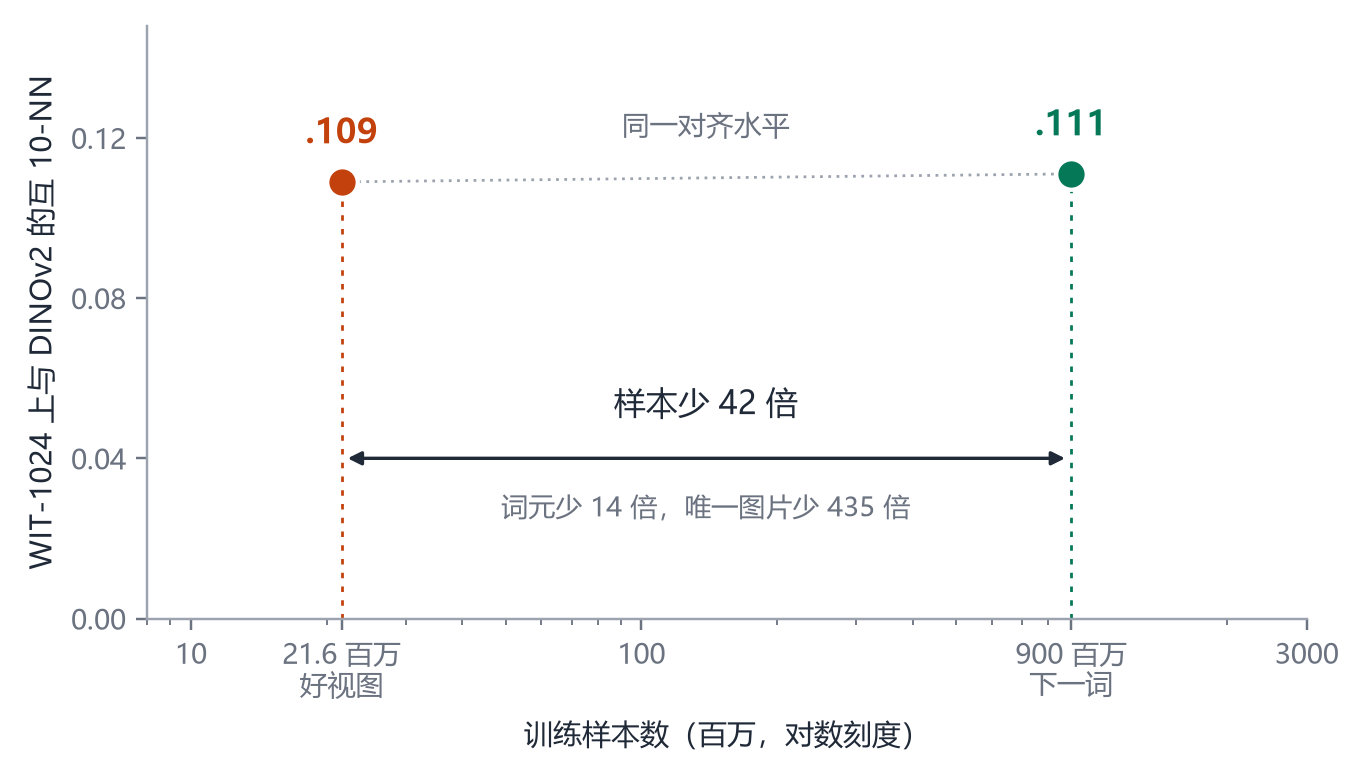 WIT-1024 上与 DINOv2 的互 10-NN
0.12
0.08
0.04
0.00
.109
同一对齐水平
.111
样本少 42 倍
词元少 14 倍，唯一图片少 435 倍
10
21.6 百万
好视图
100
900 百万
下一词
3000
训练样本数（百万，对数刻度）